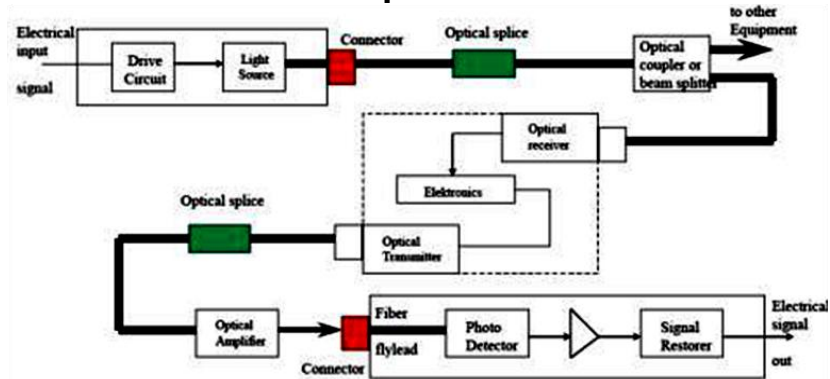 Electrical
input
signal
Drive
Circuit
Light
Source
Connector
Optical splice
Optical
coupler or
beam splitter
to other
Equipment
Optical
receiver
Elektronics
Optical splice
Optical
Transmitter
Optical
Amplifier
Connector
Fiber
flylead
Photo
Detector
Signal
Restorer
Electrical
signal
out